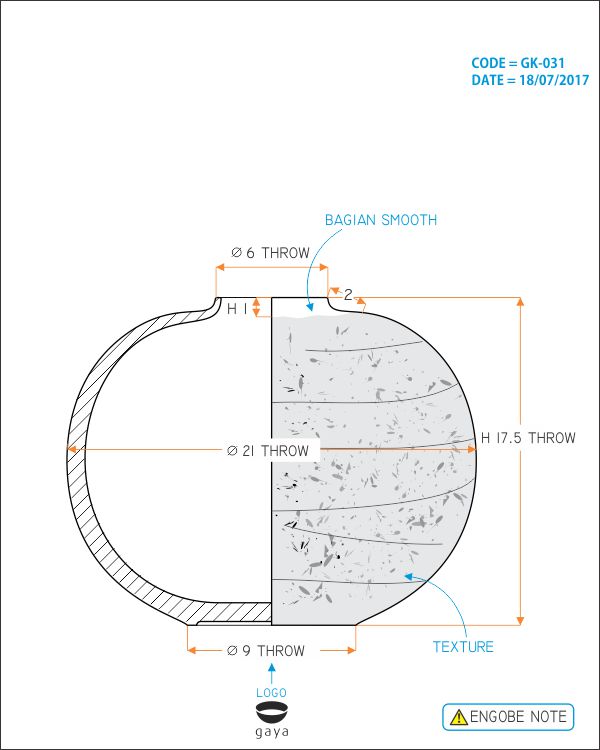 CODE = GK-031
DATE = 18/07/2017
BAGIAN SMOOTH
Ø 6 THROW
2
H 1
H 17.5 THROW
Ø 21 THROW
Ø 9 THROW
TEXTURE
LOGO
gaya
ENGOBE NOTE